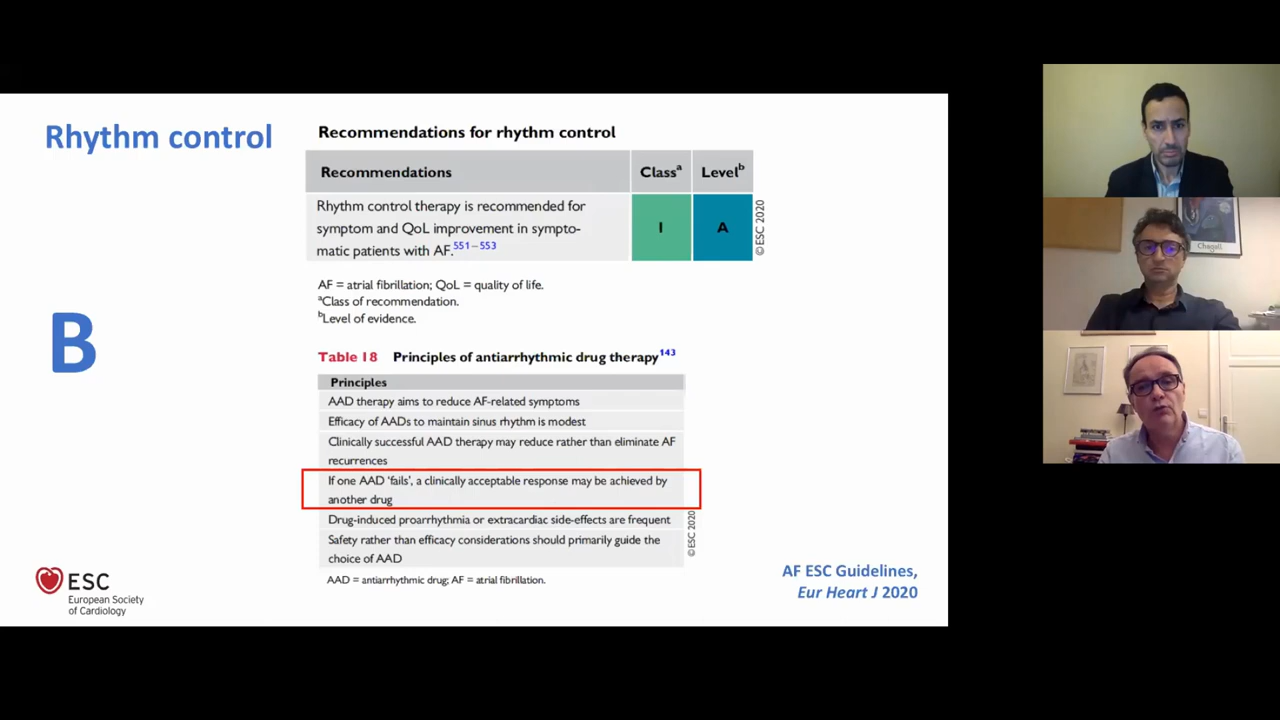 Rhythm control
Recommendations for rhythm control
Recommendations Classᵃ Levelᵇ
Rhythm control therapy is recommended for
symptom and QoL improvement in sympto-
matic patients with AF.⁵⁵¹⁻⁵⁵³
I A
©ESC 2020
AF = atrial fibrillation; QoL = quality of life.
ᵃClass of recommendation.
ᵇLevel of evidence.
B
Table 18 Principles of antiarrhythmic drug therapy¹⁴³
Principles
AAD therapy aims to reduce AF-related symptoms
Efficacy of AADs to maintain sinus rhythm is modest
Clinically successful AAD therapy may reduce rather than eliminate AF
recurrences
If one AAD ‘fails’, a clinically acceptable response may be achieved by
another drug
Drug-induced proarrhythmia or extracardiac side-effects are frequent
Safety rather than efficacy considerations should primarily guide the
choice of AAD
©ESC 2020
AAD = antiarrhythmic drug; AF = atrial fibrillation.
ESC
European Society
of Cardiology
AF ESC Guidelines,
Eur Heart J 2020
Chagall